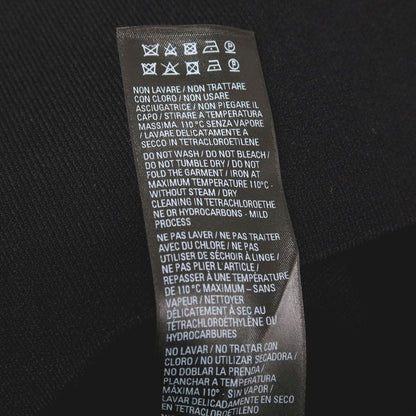 NON LAVARE / NON TRATTARE
CON CLORO / NON USARE
ASCIUGATRICE / NON PIEGARE IL
CAPO / STIRARE A TEMPERATURA
MASSIMA 110 °C SENZA VAPORE
/ LAVARE DELICATAMENTE A
SECCO IN TETRACLOROETILENE
DO NOT WASH / DO NOT BLEACH /
DO NOT TUMBLE DRY / DO NOT
FOLD THE GARMENT / IRON AT
MAXIMUM TEMPERATURE 110°C -
WITHOUT STEAM / DRY
CLEANING IN TETRACHLOROETHE
NE OR HYDROCARBONS - MILD
PROCESS
NE PAS LAVER / NE PAS TRAITER
AVEC DU CHLORE / NE PAS
UTILISER DE SÈCHOIR À LINGE /
NE PAS PLIER L'ARTICLE /
REPASSER À UNE TEMPÈRATURE
DE 110°C MAXIMUM – SANS
VAPEUR / NETTOYER
DÉLICATEMENT À SEC AU
TÉTRACHLOROÉTHYLÈNE OU
HYDROCARBURES
NO LAVAR / NO TRATAR CON
CLORO / NO UTILIZAR SECADORA /
NO DOBLAR LA PRENDA /
PLANCHAR A TEMPERATURA
MÁXIMA 110° - SIN VAPOR /
LAVAR DELICADAMENTE EN